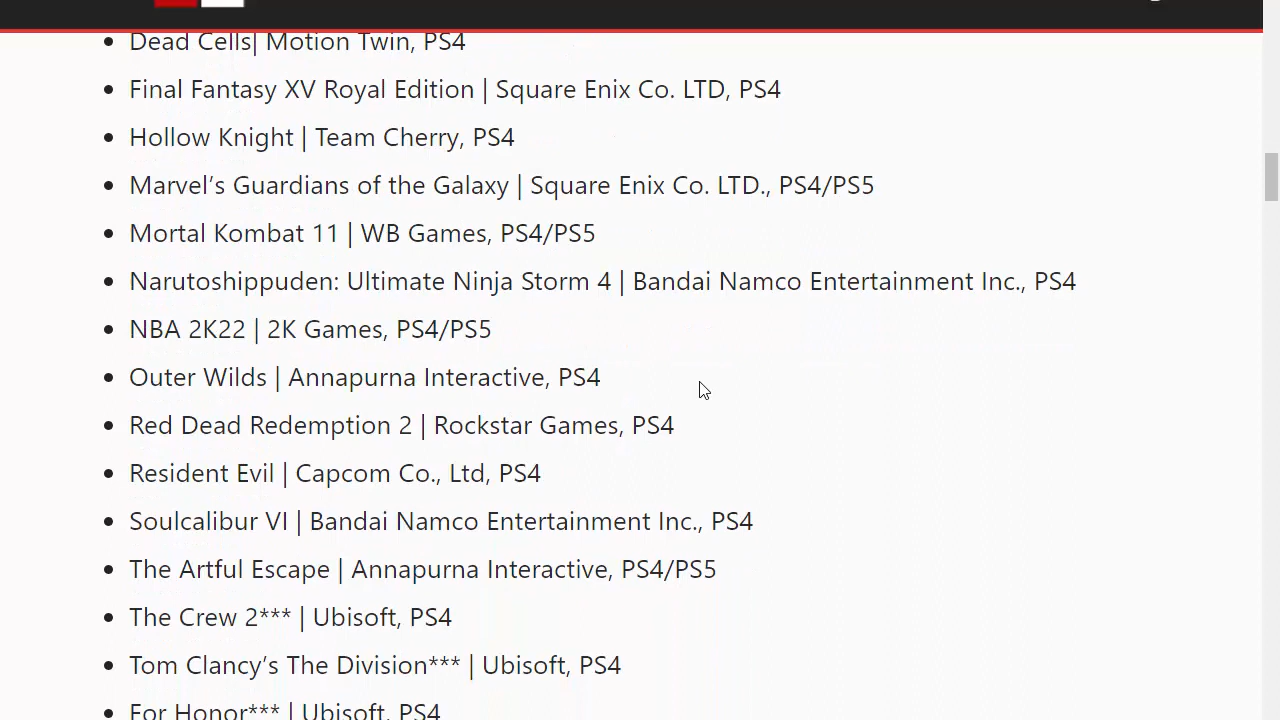 Dead Cells| Motion Twin, PS4
Final Fantasy XV Royal Edition | Square Enix Co. LTD, PS4
Hollow Knight | Team Cherry, PS4
Marvel’s Guardians of the Galaxy | Square Enix Co. LTD., PS4/PS5
Mortal Kombat 11 | WB Games, PS4/PS5
Narutoshippuden: Ultimate Ninja Storm 4 | Bandai Namco Entertainment Inc., PS4
NBA 2K22 | 2K Games, PS4/PS5
Outer Wilds | Annapurna Interactive, PS4
Red Dead Redemption 2 | Rockstar Games, PS4
Resident Evil | Capcom Co., Ltd, PS4
Soulcalibur VI | Bandai Namco Entertainment Inc., PS4
The Artful Escape | Annapurna Interactive, PS4/PS5
The Crew 2*** | Ubisoft, PS4
Tom Clancy’s The Division*** | Ubisoft, PS4
For Honor*** | Ubisoft, PS4